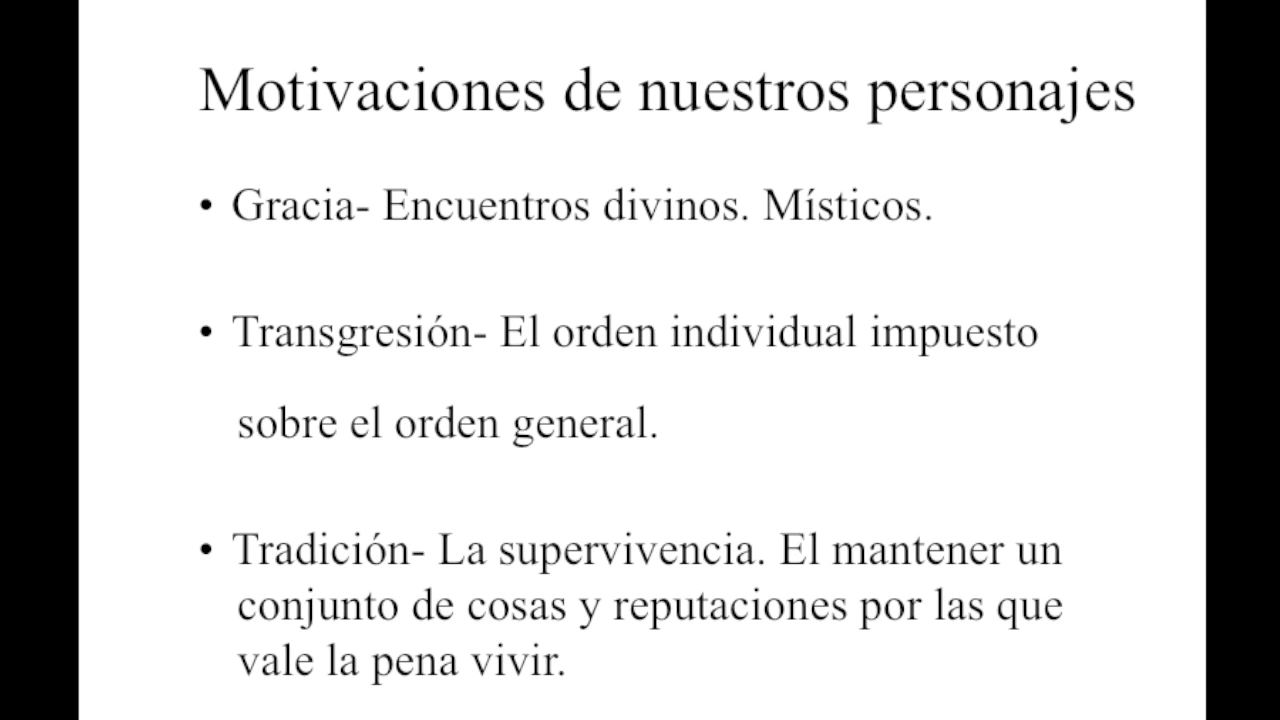 Motivaciones de nuestros personajes
• Gracia- Encuentros divinos. Místicos.
• Transgresión- El orden individual impuesto
sobre el orden general.
• Tradición- La supervivencia. El mantener un
conjunto de cosas y reputaciones por las que
vale la pena vivir.